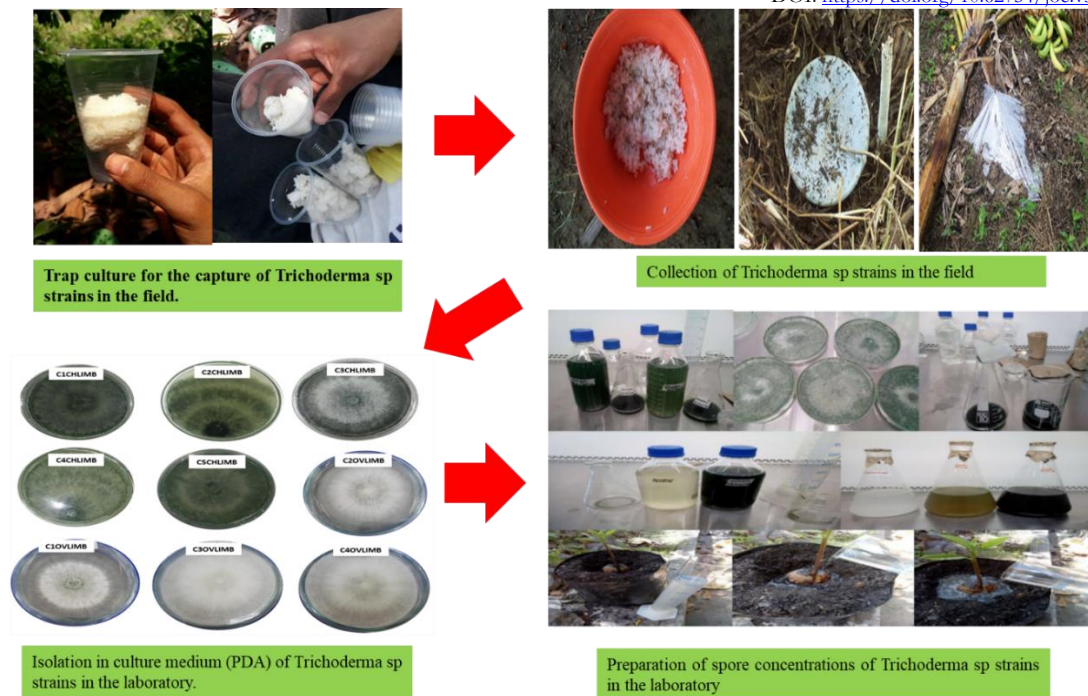 DOI: https://doi.org/10.62754/joe.v
Trap culture for the capture of Trichoderma sp
strains in the field.
Collection of Trichoderma sp strains in the field
C1CHLIMB
C2CHLIMB
C3CHLIMB
C4CHLIMB
C5CHLIMB
C2OVLIMB
C1OVLIMB
C3OVLIMB
C4OVLIMB
Isolation in culture medium (PDA) of Trichoderma sp
strains in the laboratory.
Preparation of spore concentrations of Trichoderma sp strains
in the laboratory